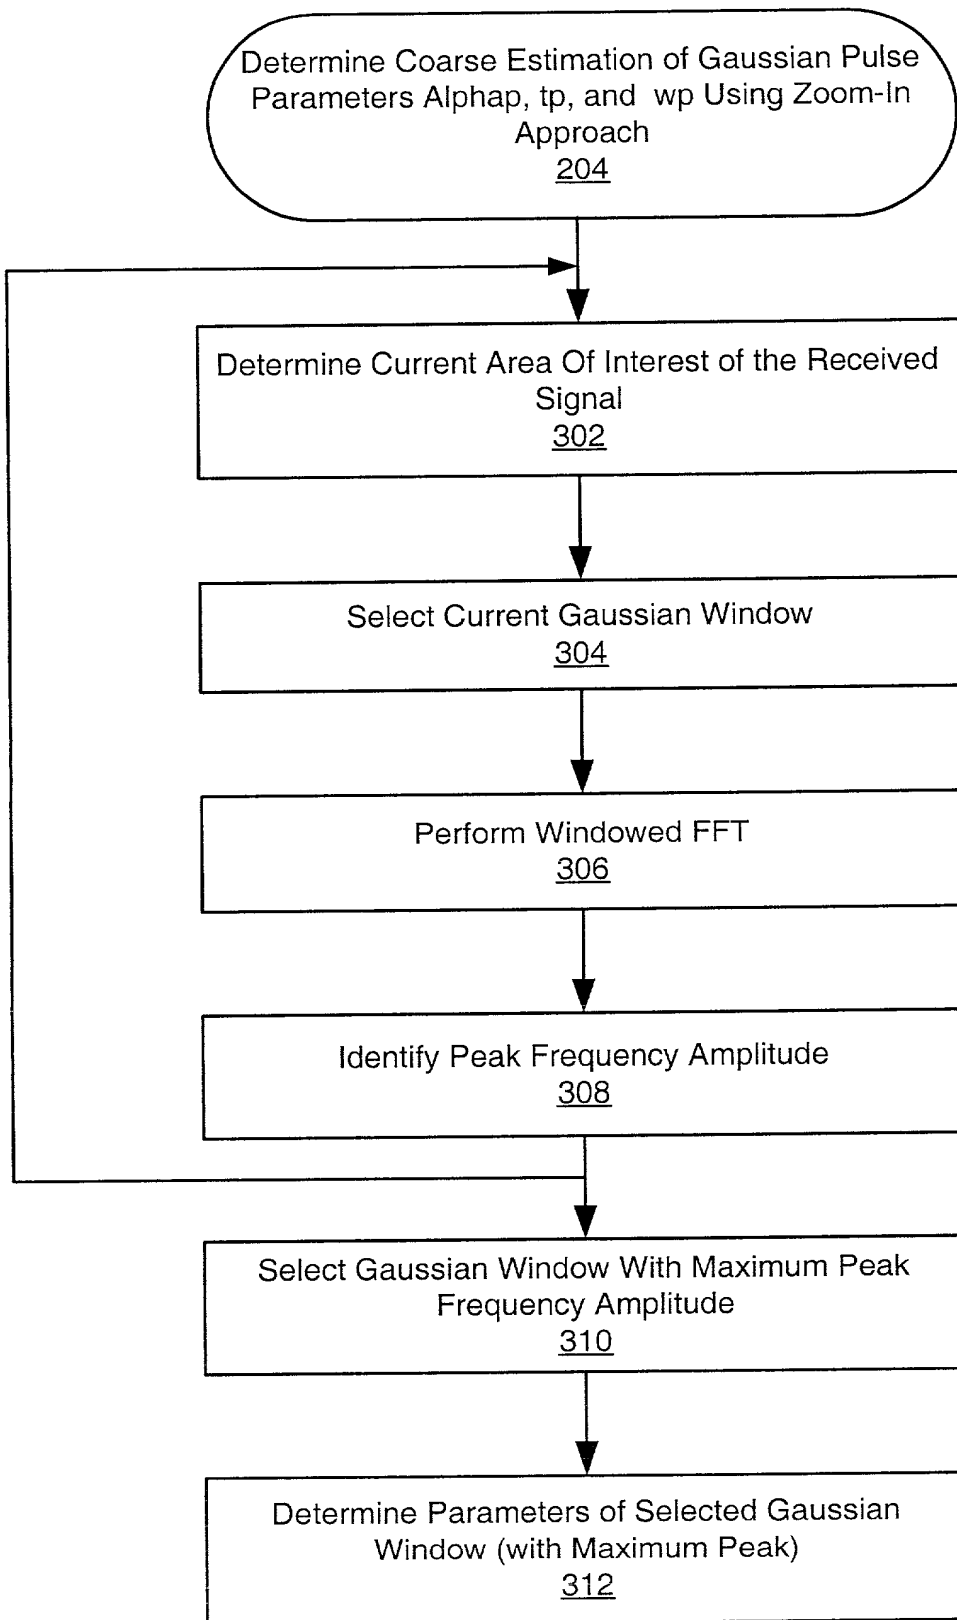 Determine Coarse Estimation of Gaussian Pulse
Parameters Alphap, tp, and wp Using Zoom-In
Approach
204
Determine Current Area Of Interest of the Received
Signal
302
Select Current Gaussian Window
304
Perform Windowed FFT
306
Identify Peak Frequency Amplitude
308
Select Gaussian Window With Maximum Peak
Frequency Amplitude
310
Determine Parameters of Selected Gaussian
Window (with Maximum Peak)
312